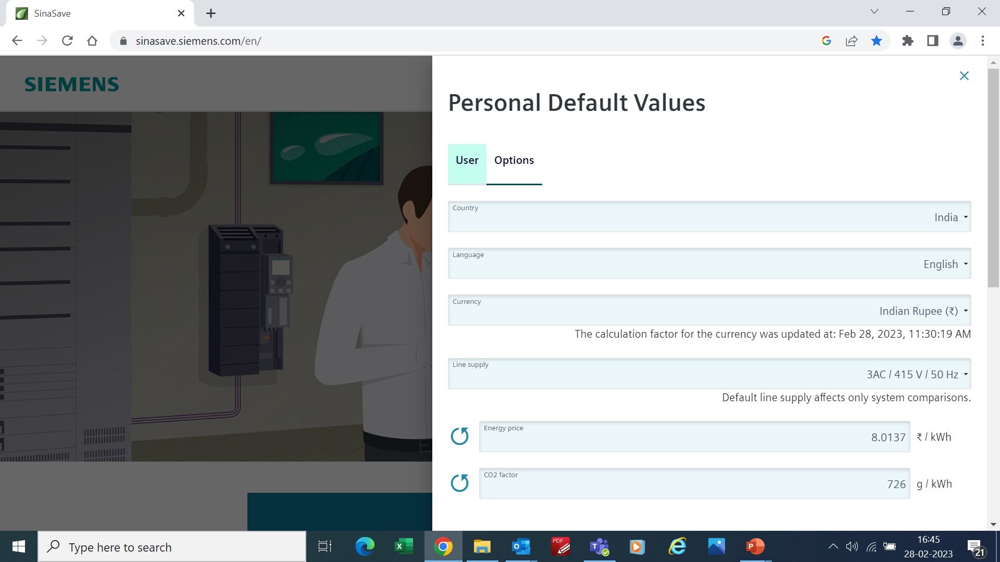 SinaSave
sinasave.siemens.com/en/
SIEMENS
Personal Default Values
User
Options
Country
India
Language
English
Currency
Indian Rupee (₹)
The calculation factor for the currency was updated at: Feb 28, 2023, 11:30:19 AM
Line supply
3AC / 415 V / 50 Hz
Default line supply affects only system comparisons.
Energy price
8.0137 ₹ / kWh
CO2 factor
726 g / kWh
Type here to search
PDF
16:45
28-02-2023
21